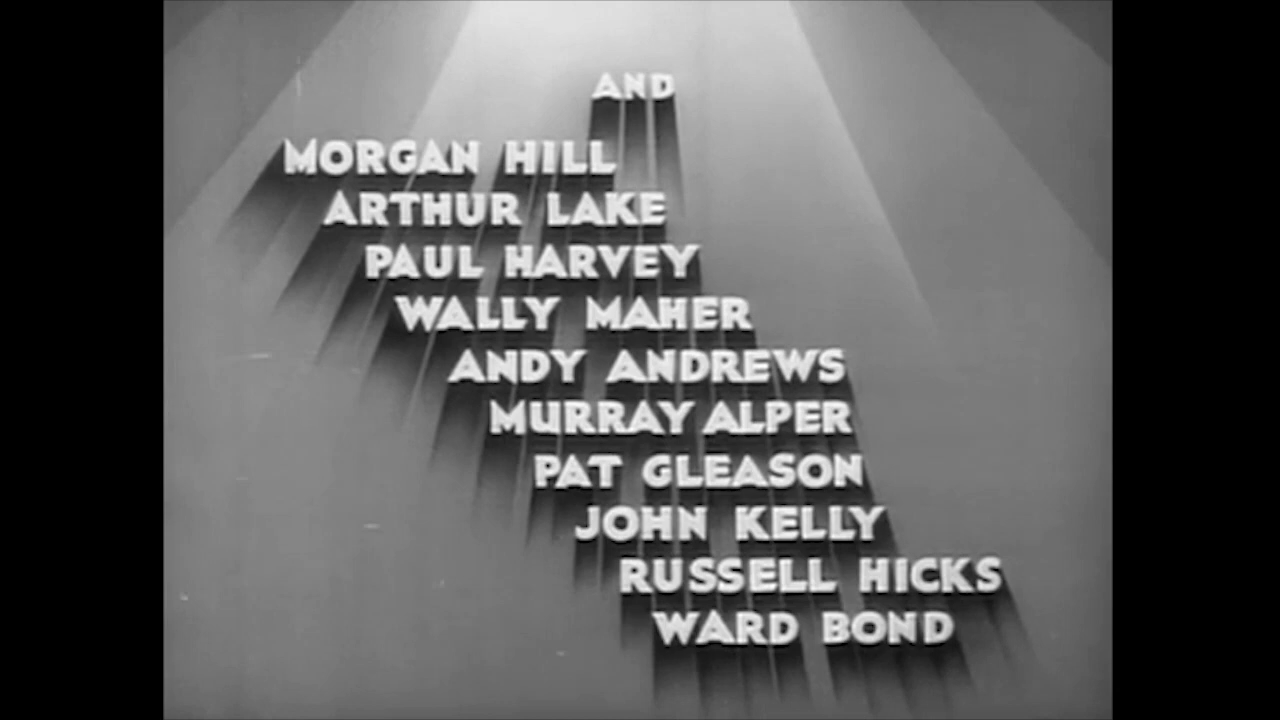 AND
MORGAN HILL
ARTHUR LAKE
PAUL HARVEY
WALLY MAHER
ANDY ANDREWS
MURRAY ALPER
PAT GLEASON
JOHN KELLY
RUSSELL HICKS
WARD BOND